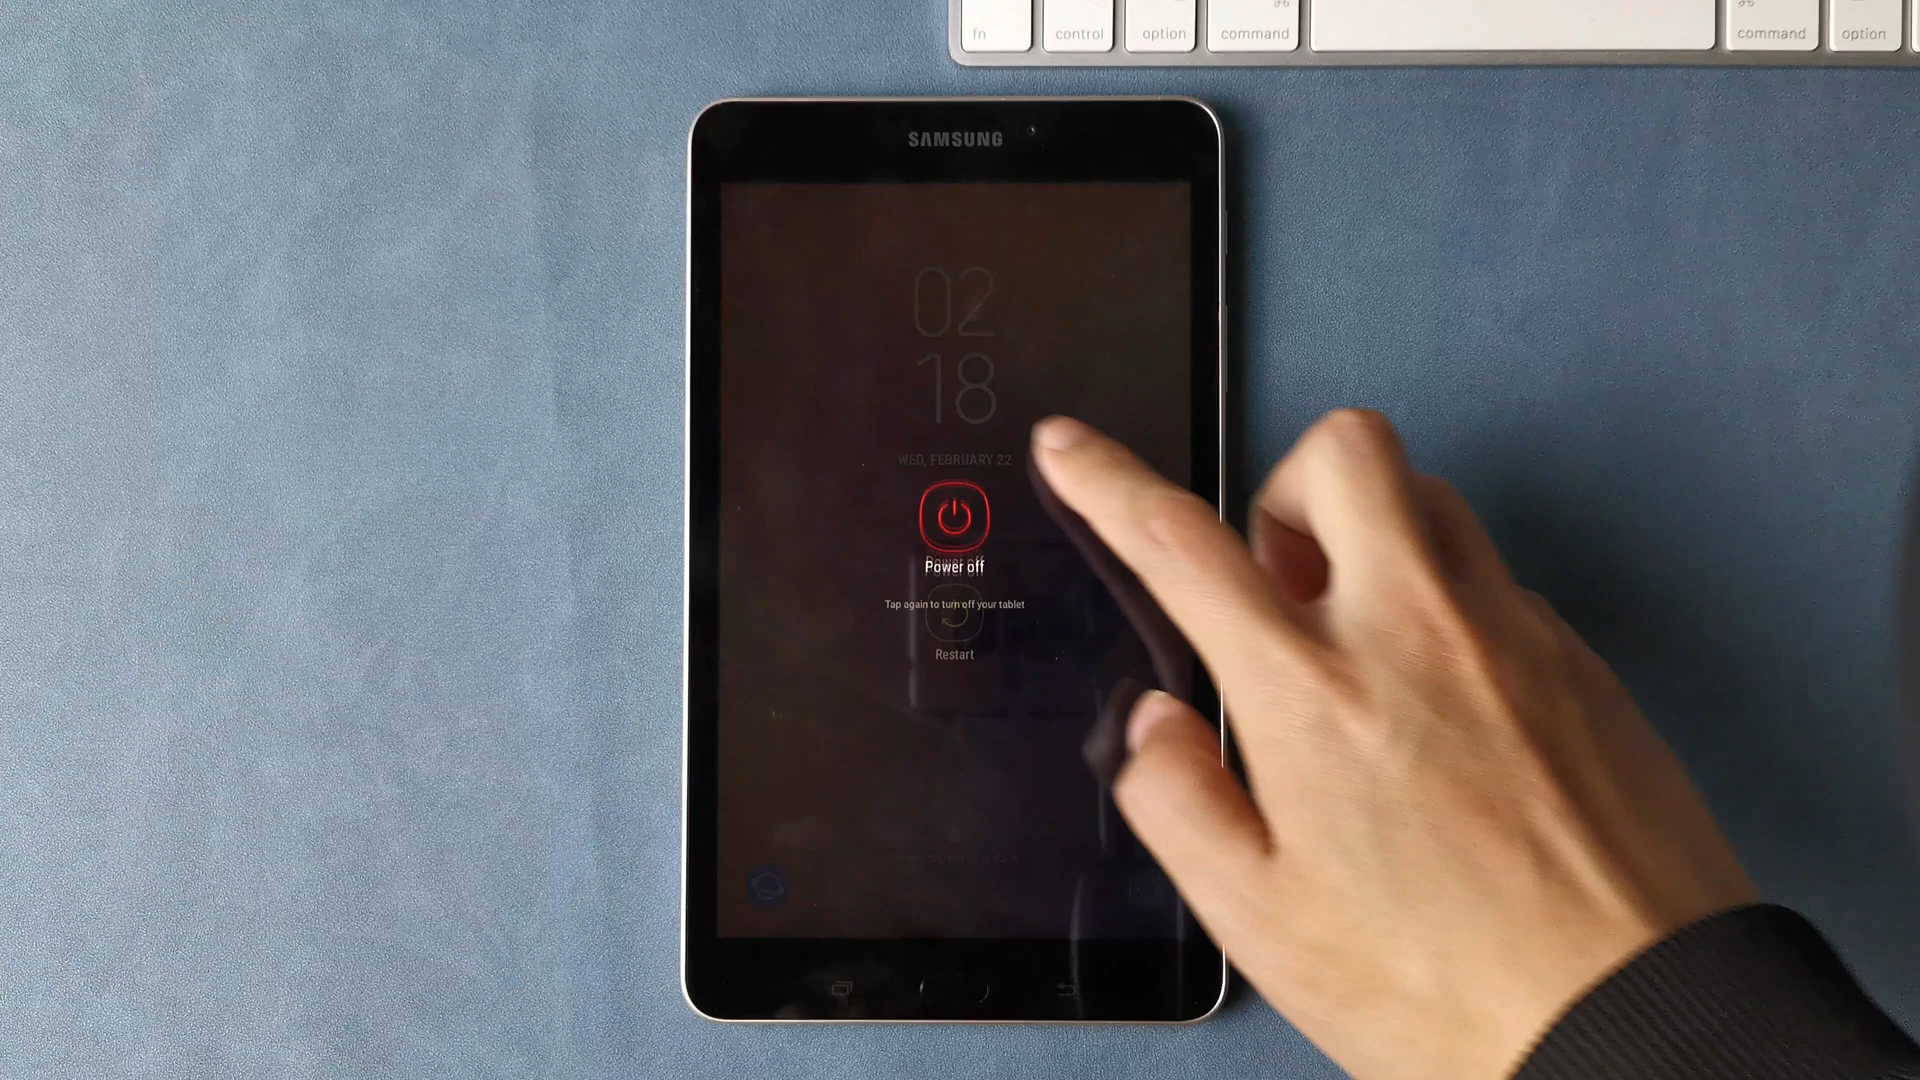 fn
control
option
command
command
option
SAMSUNG
02
18
WED, FEBRUARY 22
Power off
Tap again to turn off your tablet
Restart